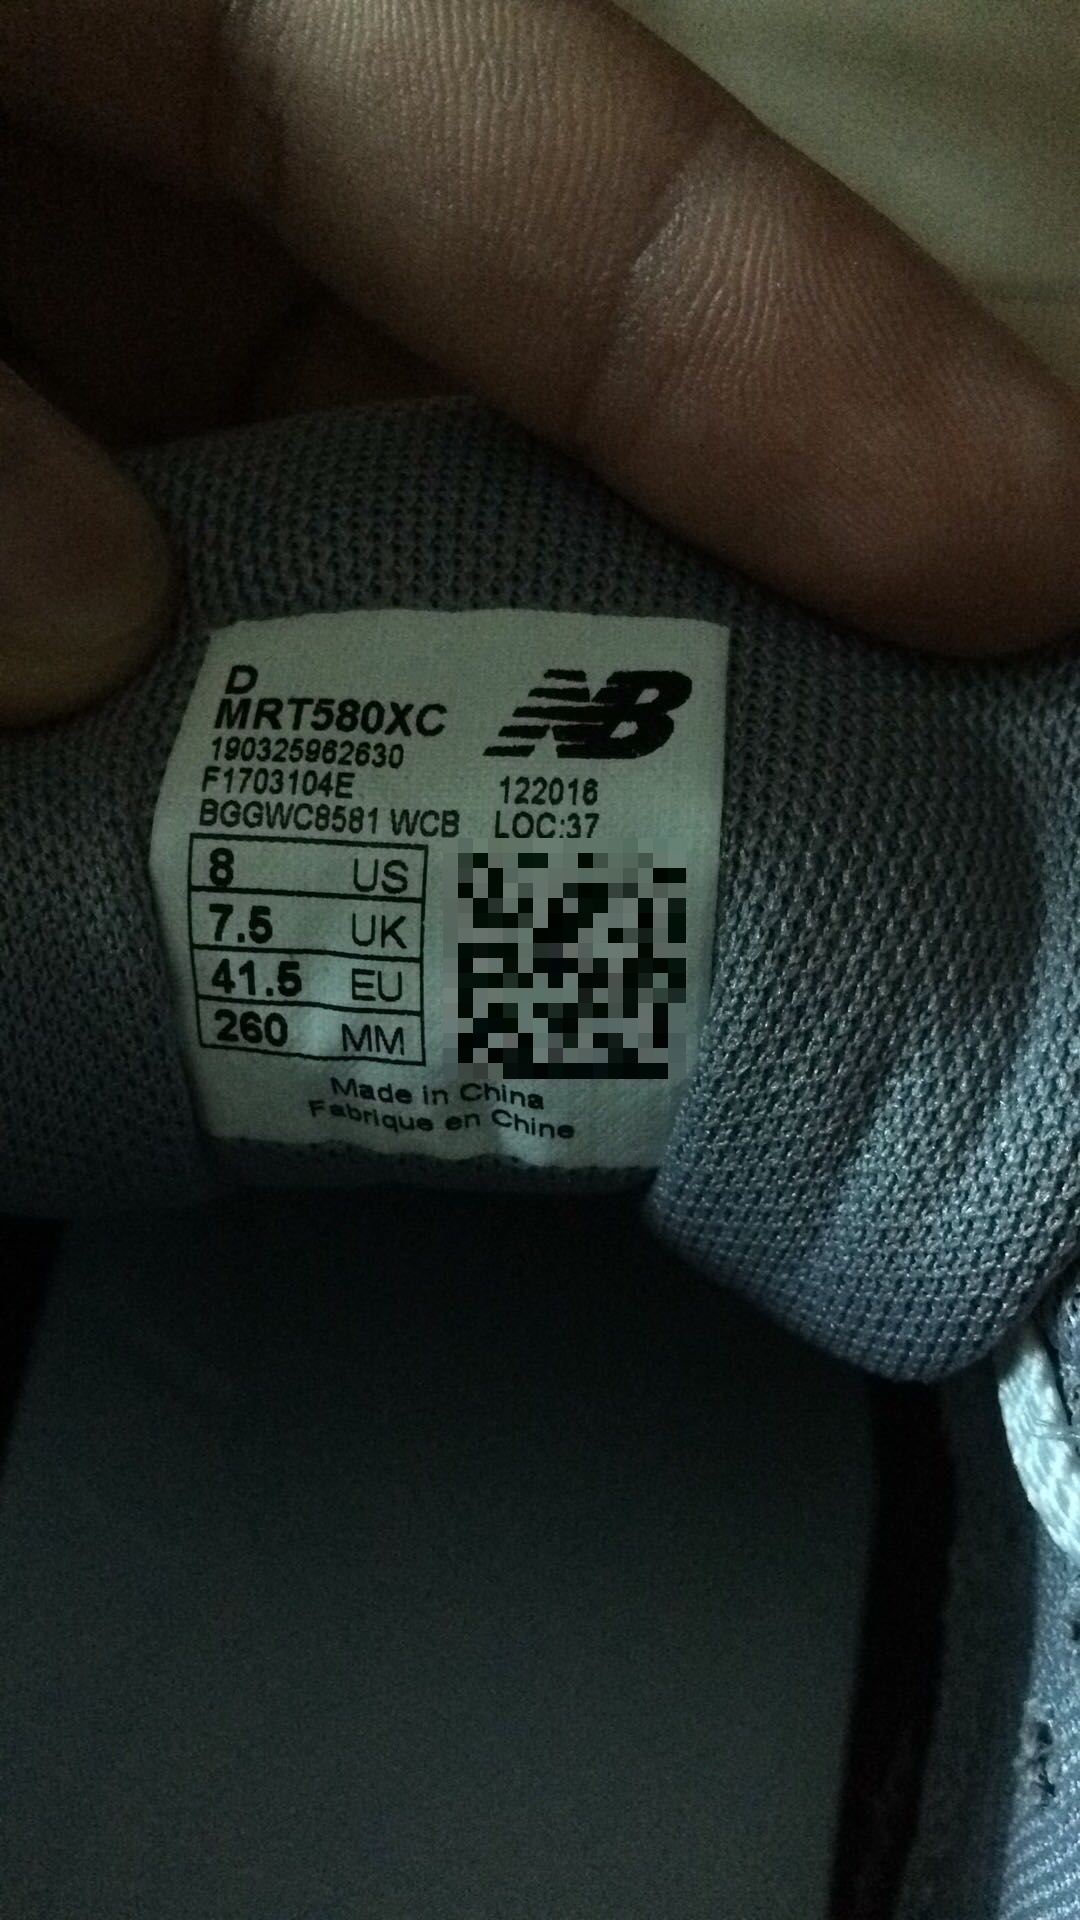 D
MRT580XC
NB
190325962630
F1703104E
122016
BGGWC8581 WCB
LOC:37
8 US
7.5 UK
41.5 EU
260 MM
Made in China
Fabrique en Chine